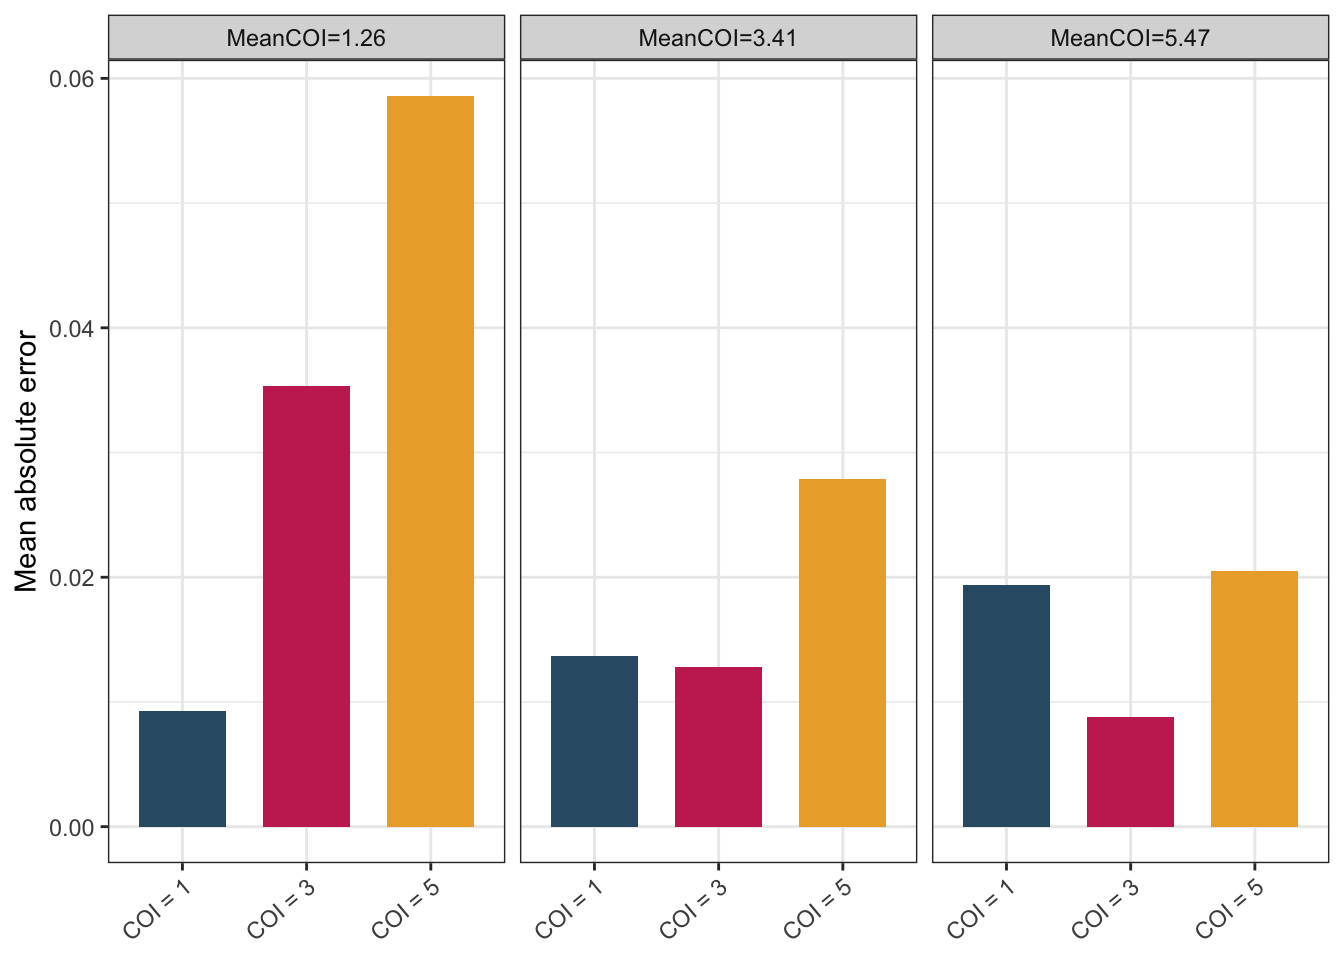 MeanCOI=1.26
MeanCOI=3.41
MeanCOI=5.47
Mean absolute error
0.06
0.04
0.02
0.00
COI = 1
COI = 3
COI = 5
COI = 1
COI = 3
COI = 5
COI = 1
COI = 3
COI = 5